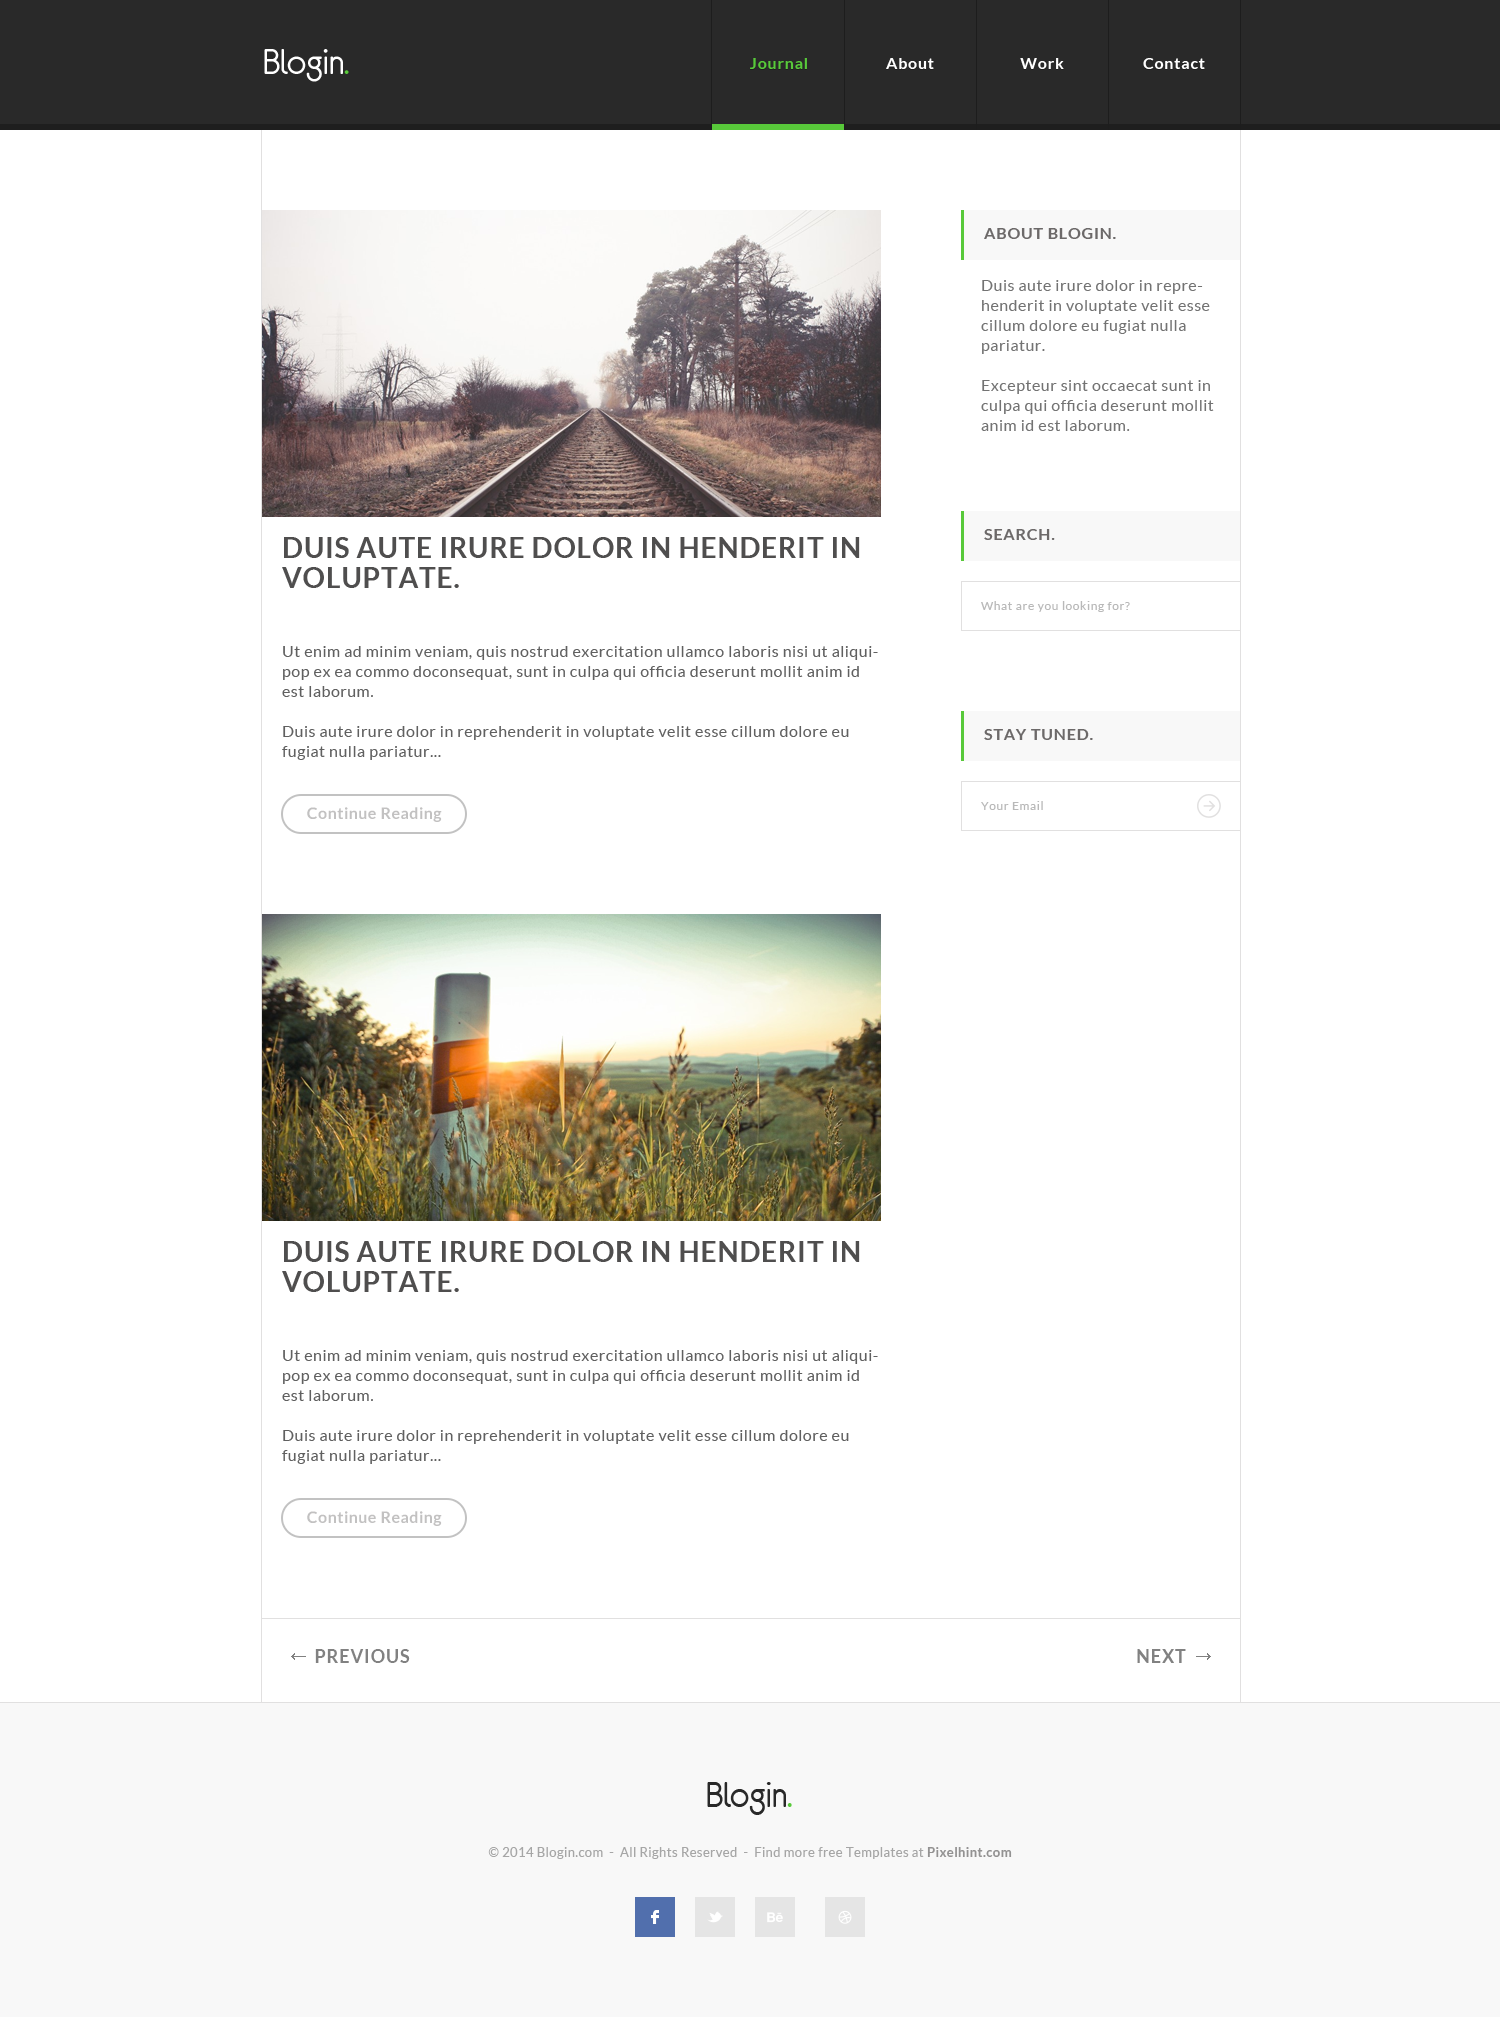 Blogin.
Journal
About
Work
Contact
DUIS AUTE IRURE DOLOR IN HENDERIT IN
VOLUPTATE.
Ut enim ad minim veniam, quis nostrud exercitation ullamco laboris nisi ut aliqui-
pop ex ea commo doconsequat, sunt in culpa qui officia deserunt mollit anim id
est laborum.
Duis aute irure dolor in reprehenderit in voluptate velit esse cillum dolore eu
fugiat nulla pariatur...
Continue Reading
DUIS AUTE IRURE DOLOR IN HENDERIT IN
VOLUPTATE.
Ut enim ad minim veniam, quis nostrud exercitation ullamco laboris nisi ut aliqui-
pop ex ea commo doconsequat, sunt in culpa qui officia deserunt mollit anim id
est laborum.
Duis aute irure dolor in reprehenderit in voluptate velit esse cillum dolore eu
fugiat nulla pariatur...
Continue Reading
ABOUT BLOGIN.
Duis aute irure dolor in repre-
henderit in voluptate velit esse
cillum dolore eu fugiat nulla
pariatur.
Excepteur sint occaecat sunt in
culpa qui officia deserunt mollit
anim id est laborum.
SEARCH.
What are you looking for?
STAY TUNED.
Your Email
← PREVIOUS
NEXT →
Blogin.
© 2014 Blogin.com - All Rights Reserved - Find more free Templates at Pixelhint.com
f
Bē